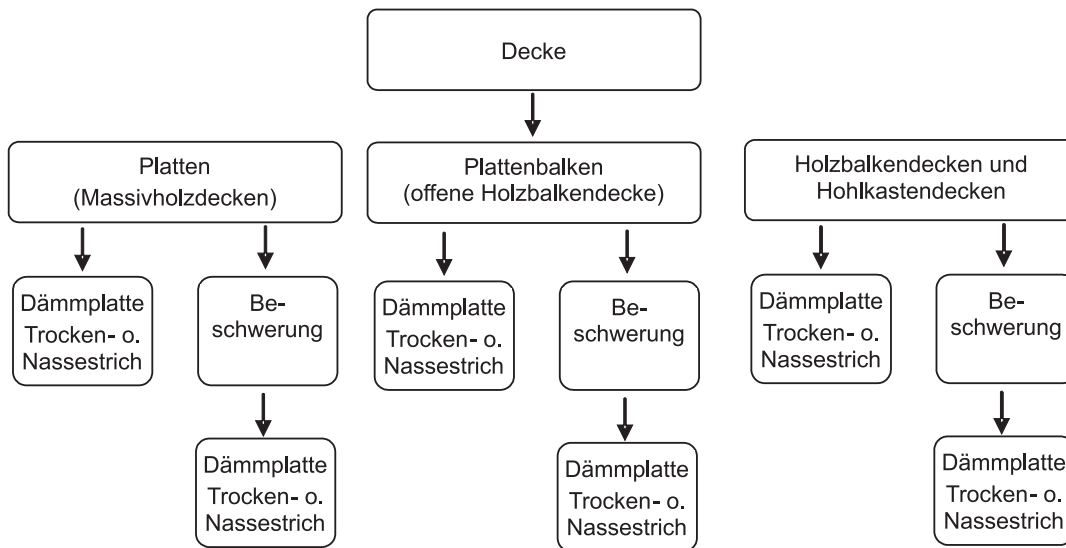 Decke
Platten
(Massivholzdecken)
Plattenbalken
(offene Holzbalkendecke)
Holzbalkendecken und
Hohlkastendecken
Dämmplatte
Trocken- o.
Nassestrich
Be-
schwerung
Dämmplatte
Trocken- o.
Nassestrich
Be-
schwerung
Dämmplatte
Trocken- o.
Nassestrich
Be-
schwerung
Dämmplatte
Trocken- o.
Nassestrich
Dämmplatte
Trocken- o.
Nassestrich
Dämmplatte
Trocken- o.
Nassestrich